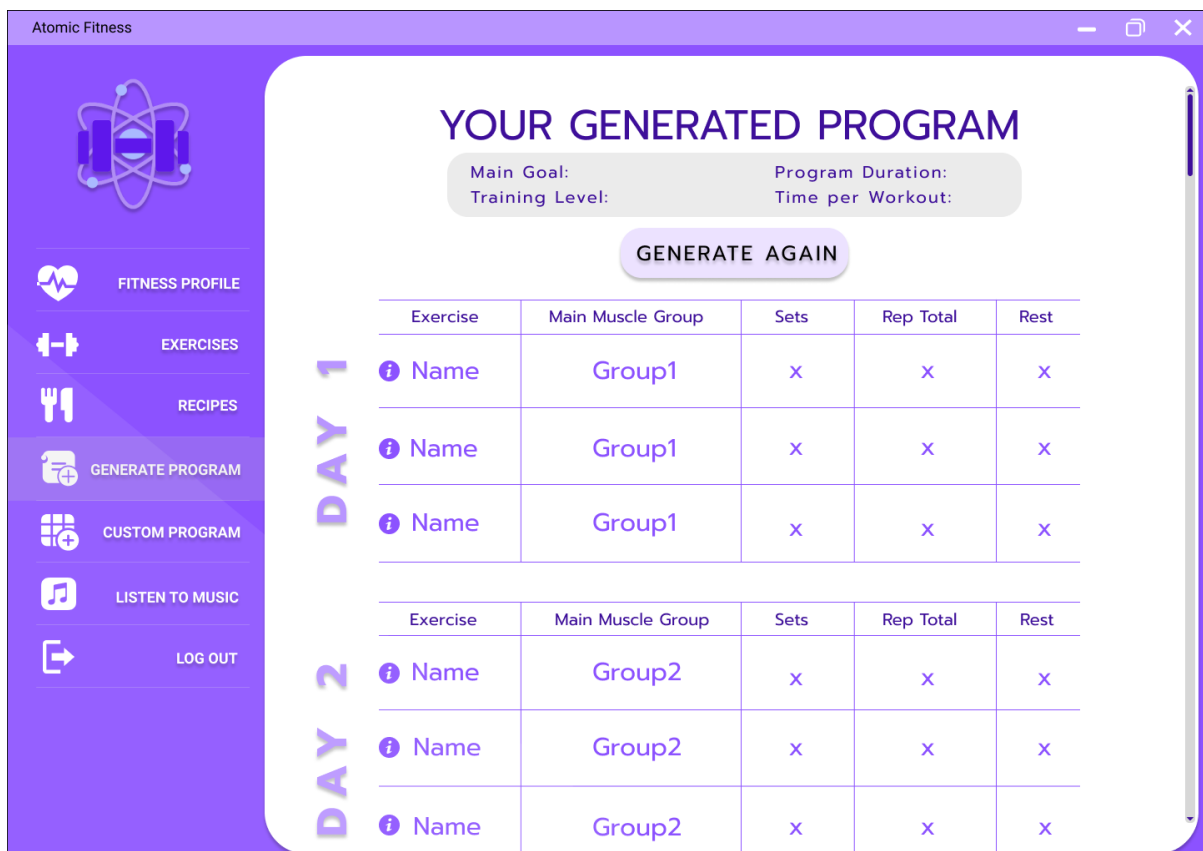 Atomic Fitness
YOUR GENERATED PROGRAM
Main Goal: Program Duration:
Training Level: Time per Workout:
GENERATE AGAIN
FITNESS PROFILE
EXERCISES
RECIPES
GENERATE PROGRAM
CUSTOM PROGRAM
LISTEN TO MUSIC
LOG OUT
DAY 1
Exercise Main Muscle Group Sets Rep Total Rest
i Name Group1 x x x
i Name Group1 x x x
i Name Group1 x x x
DAY 2
Exercise Main Muscle Group Sets Rep Total Rest
i Name Group2 x x x
i Name Group2 x x x
i Name Group2 x x x